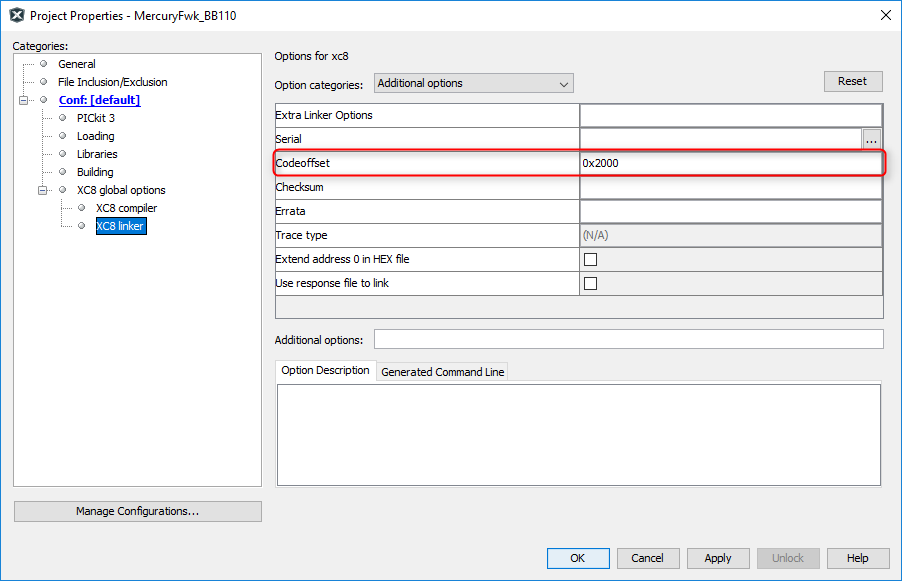 Project Properties - MercuryFwk_BB110
Categories:
General
File Inclusion/Exclusion
Conf: [default]
PICkit 3
Loading
Libraries
Building
XC8 global options
XC8 compiler
XC8 linker
Manage Configurations...
Options for xc8
Option categories: Additional options
Reset
Extra Linker Options
Serial ...
Codeoffset 0x2000
Checksum
Errata
Trace type (N/A)
Extend address 0 in HEX file
Use response file to link
Additional options:
Option Description Generated Command Line
OK Cancel Apply Unlock Help